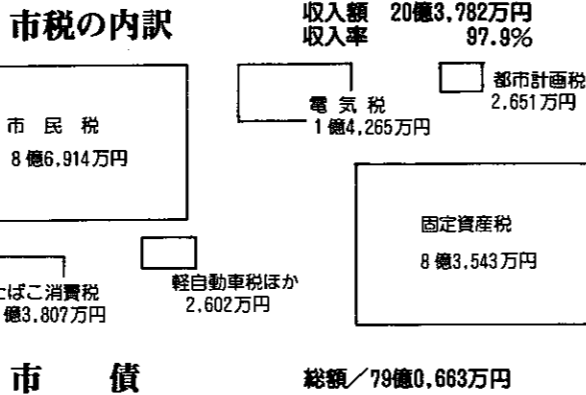 市税の内訳
収入額 20億3,782万円
収入率 97.9%
市民税
8億6,914万円
電気税
1億4,265万円
都市計画税
2,651万円
固定資産税
8億3,543万円
たばこ消費税
億3,807万円
軽自動車税ほか
2,602万円
市債
総額/79億0,663万円